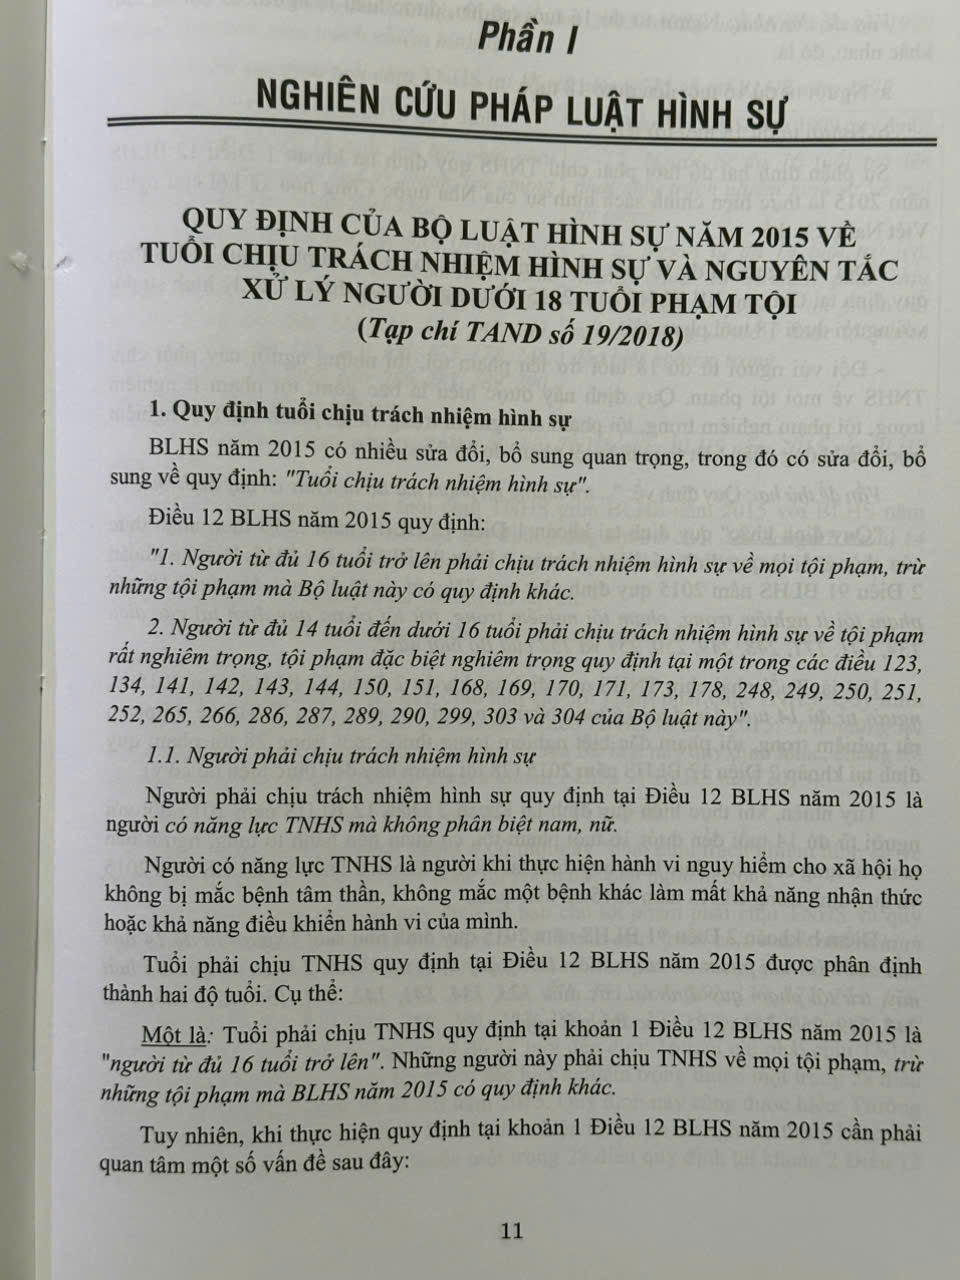 Phần I
NGHIÊN CỨU PHÁP LUẬT HÌNH SỰ
QUY ĐỊNH CỦA BỘ LUẬT HÌNH SỰ NĂM 2015 VỀ
TUỔI CHỊU TRÁCH NHIỆM HÌNH SỰ VÀ NGUYÊN TẮC
XỬ LÝ NGƯỜI DƯỚI 18 TUỔI PHẠM TỘI
(Tạp chí TAND số 19/2018)
1. Quy định tuổi chịu trách nhiệm hình sự
BLHS năm 2015 có nhiều sửa đổi, bổ sung quan trọng, trong đó có sửa đổi, bổ
sung về quy định: "Tuổi chịu trách nhiệm hình sự".
Điều 12 BLHS năm 2015 quy định:
"1. Người từ đủ 16 tuổi trở lên phải chịu trách nhiệm hình sự về mọi tội phạm, trừ
những tội phạm mà Bộ luật này có quy định khác.
2. Người từ đủ 14 tuổi đến dưới 16 tuổi phải chịu trách nhiệm hình sự về tội phạm
rất nghiêm trọng, tội phạm đặc biệt nghiêm trọng quy định tại một trong các điều 123,
134, 141, 142, 143, 144, 150, 151, 168, 169, 170, 171, 173, 178, 248, 249, 250, 251,
252, 265, 266, 286, 287, 289, 290, 299, 303 và 304 của Bộ luật này".
1.1. Người phải chịu trách nhiệm hình sự
Người phải chịu trách nhiệm hình sự quy định tại Điều 12 BLHS năm 2015 là
người có năng lực TNHS mà không phân biệt nam, nữ.
Người có năng lực TNHS là người khi thực hiện hành vi nguy hiểm cho xã hội họ
không bị mắc bệnh tâm thần, không mắc một bệnh khác làm mất khả năng nhận thức
hoặc khả năng điều khiển hành vi của mình.
Tuổi phải chịu TNHS quy định tại Điều 12 BLHS năm 2015 được phân định
thành hai độ tuổi. Cụ thể:
Một là: Tuổi phải chịu TNHS quy định tại khoản 1 Điều 12 BLHS năm 2015 là
"người từ đủ 16 tuổi trở lên". Những người này phải chịu TNHS về mọi tội phạm, trừ
những tội phạm mà BLHS năm 2015 có quy định khác.
Tuy nhiên, khi thực hiện quy định tại khoản 1 Điều 12 BLHS năm 2015 cần phải
quan tâm một số vấn đề sau đây:
11